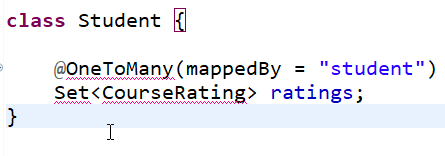 class Student {
@OneToMany(mappedBy = "student")
Set<CourseRating> ratings;
}